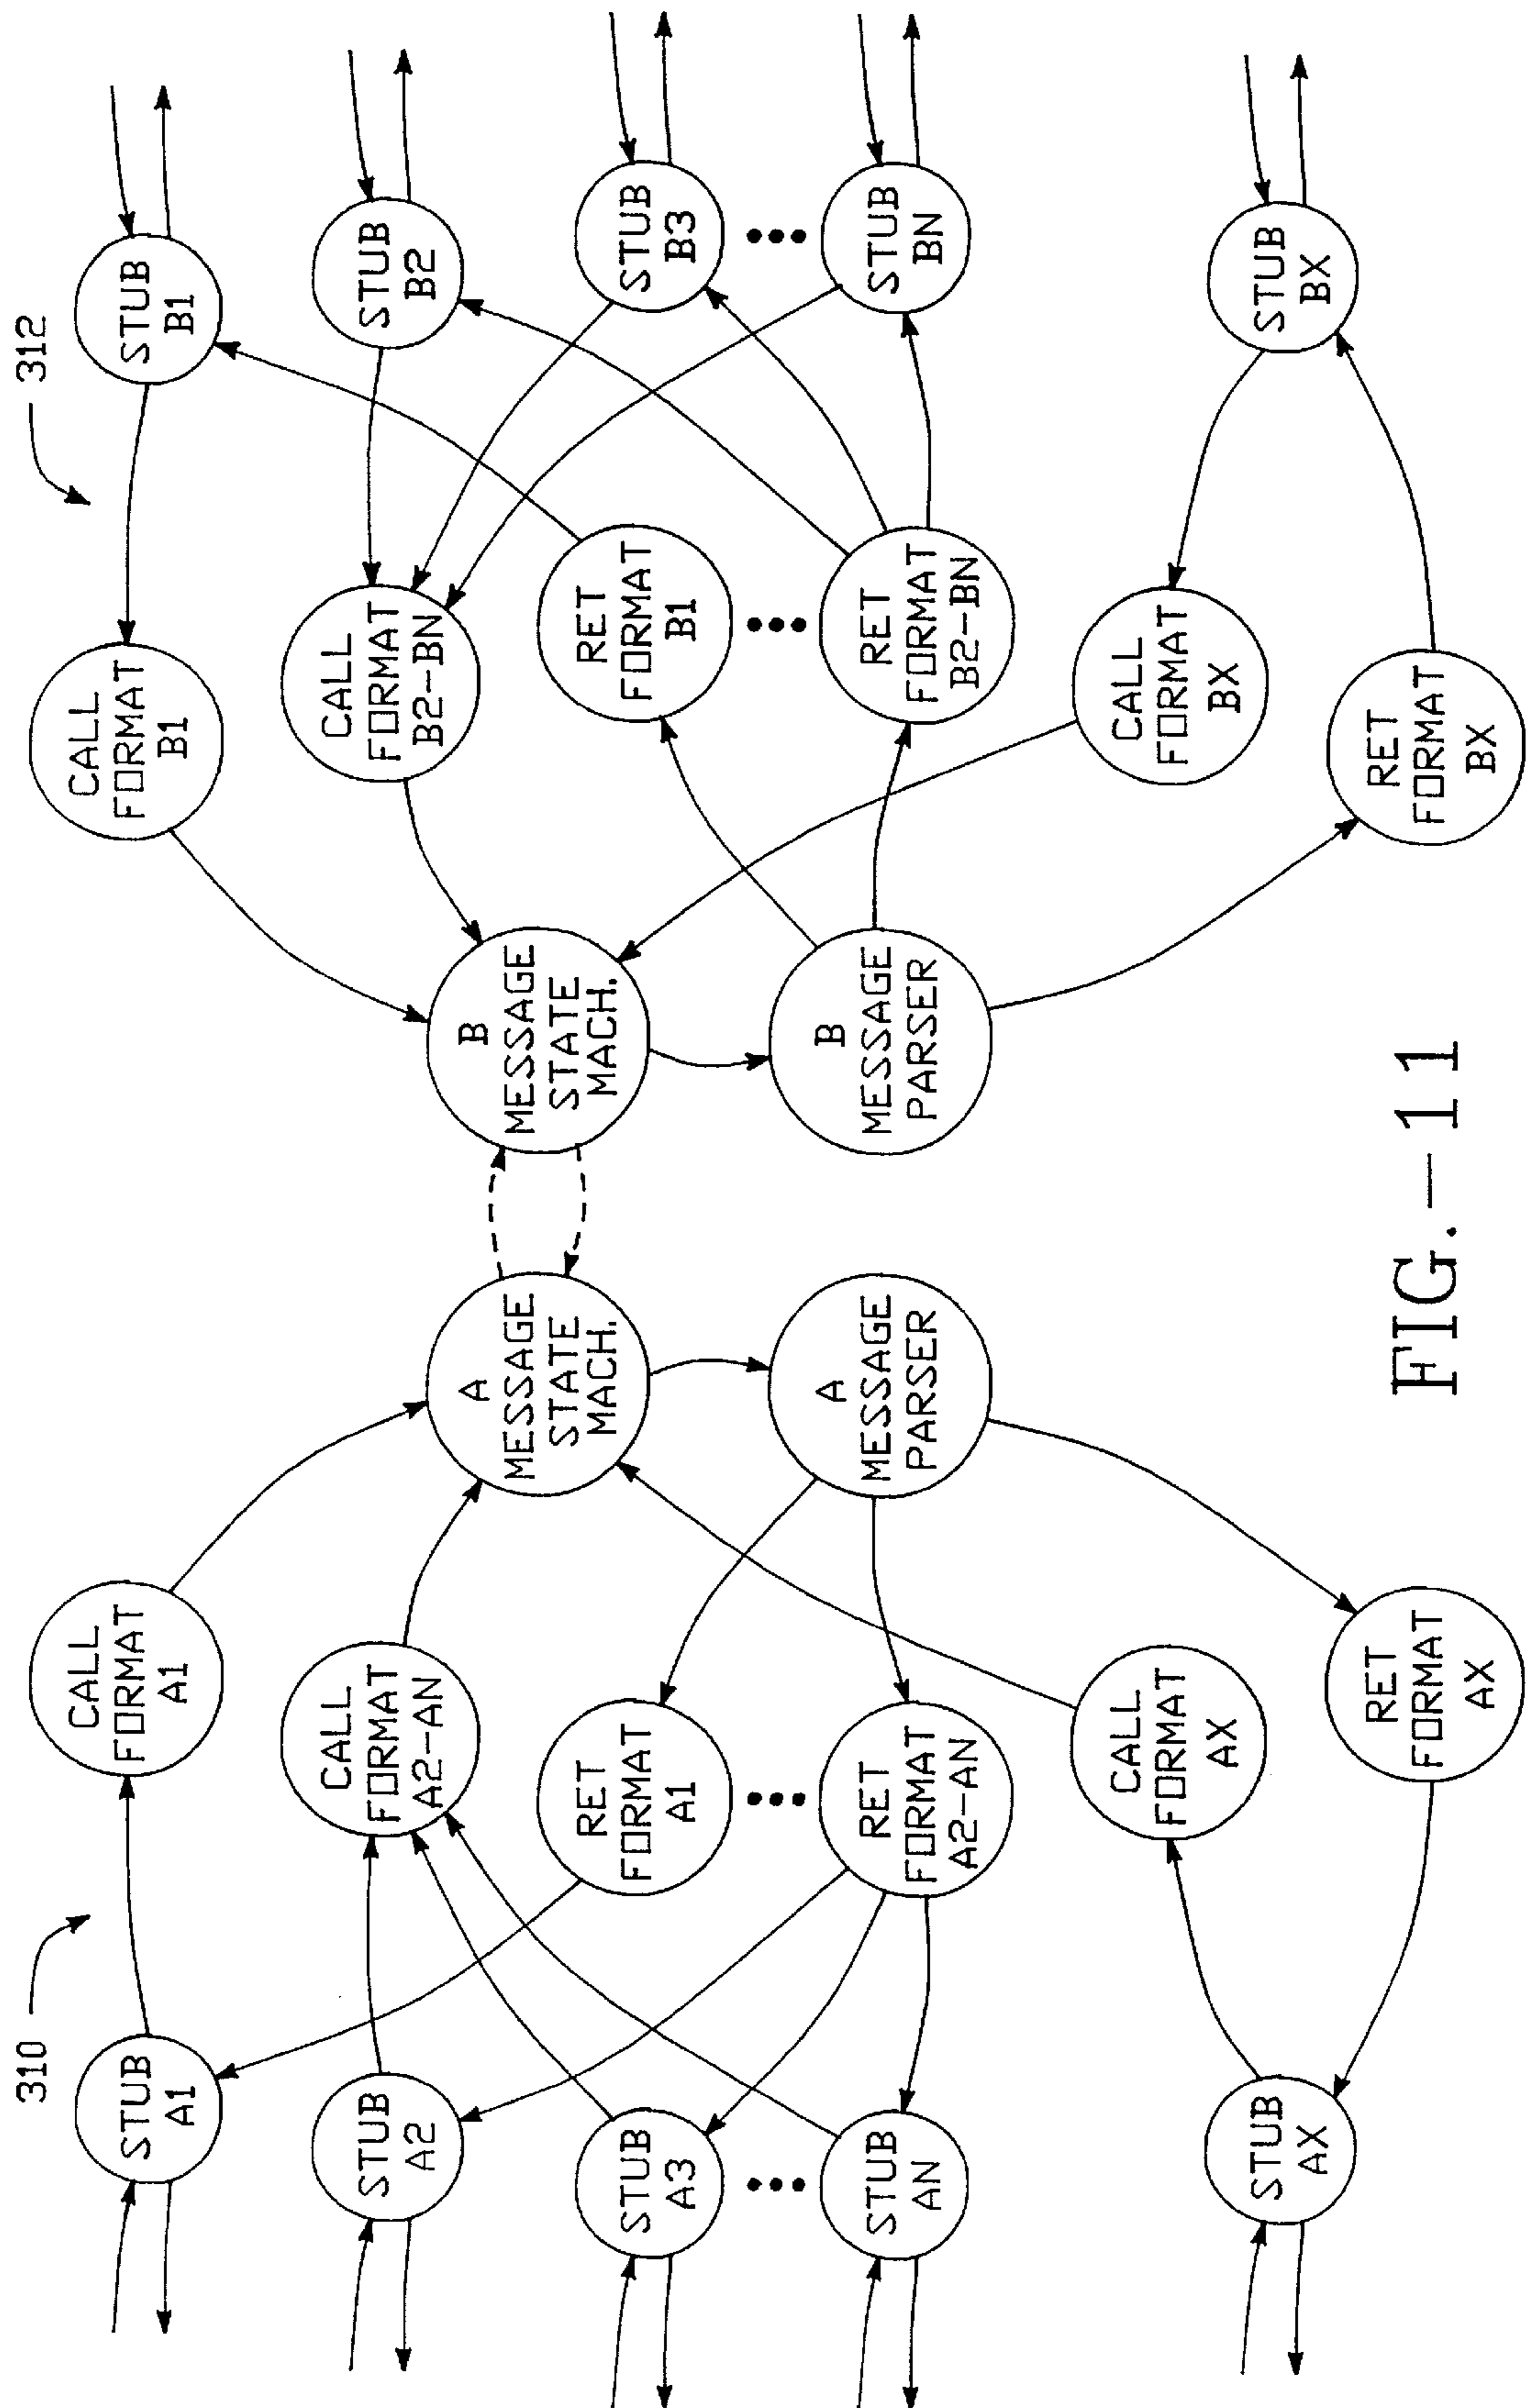 310
312
STUB
A1
CALL
FORMAT
A1
CALL
FORMAT
B1
STUB
B1
STUB
A2
CALL
FORMAT
A2-AN
CALL
FORMAT
B2-BN
STUB
B2
A
MESSAGE
STATE
MACH.
B
MESSAGE
STATE
MACH.
STUB
A3
RET
FORMAT
A1
RET
FORMAT
B1
STUB
B3
STUB
AN
RET
FORMAT
A2-AN
A
MESSAGE
PARSER
B
MESSAGE
PARSER
RET
FORMAT
B2-BN
STUB
BN
STUB
AX
CALL
FORMAT
AX
CALL
FORMAT
BX
STUB
BX
RET
FORMAT
AX
RET
FORMAT
BX
FIG.-11